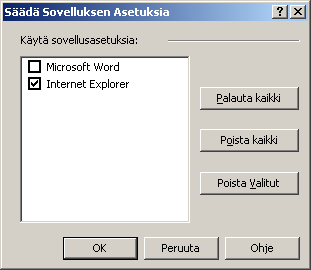 Säädä Sovelluksen Asetuksia
Käytä sovellusasetuksia:
Microsoft Word
Internet Explorer
Palauta kaikki
Poista kaikki
Poista Valitut
OK
Peruuta
Ohje